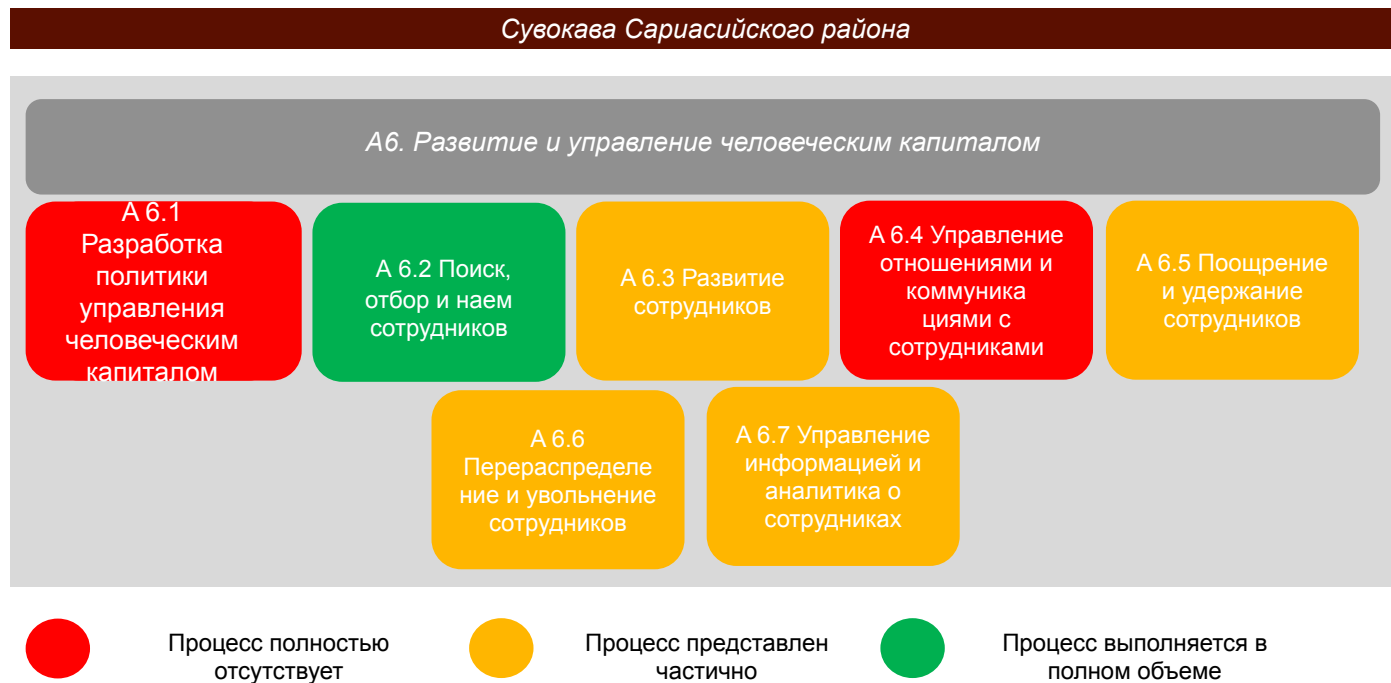 Сувокава Сариасийского района
А6. Развитие и управление человеческим капиталом
А 6.1
Разработка
политики
управления
человеческим
капиталом
А 6.2 Поиск,
отбор и наем
сотрудников
А 6.3 Развитие
сотрудников
А 6.4 Управление
отношениями и
коммуника
циями с
сотрудниками
А 6.5 Поощрение
и удержание
сотрудников
А 6.6
Перераспределе
ние и увольнение
сотрудников
А 6.7 Управление
информацией и
аналитика о
сотрудниках
Процесс полностью
отсутствует
Процесс представлен
частично
Процесс выполняется в
полном объеме